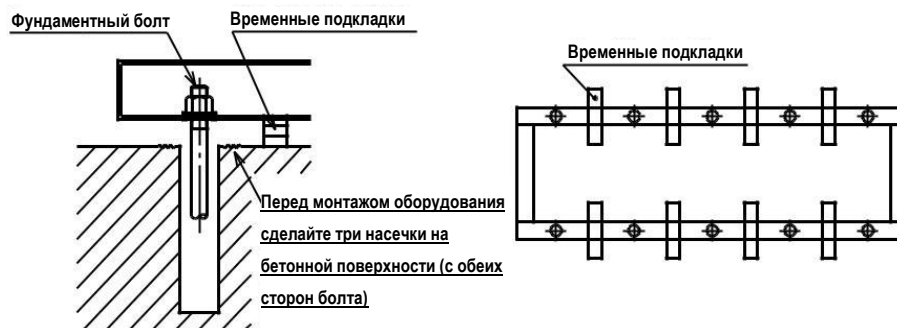 Фундаментный болт
Временные подкладки
Временные подкладки
Перед монтажом оборудования
сделайте три насечки на
бетонной поверхности (с обеих
сторон болта)